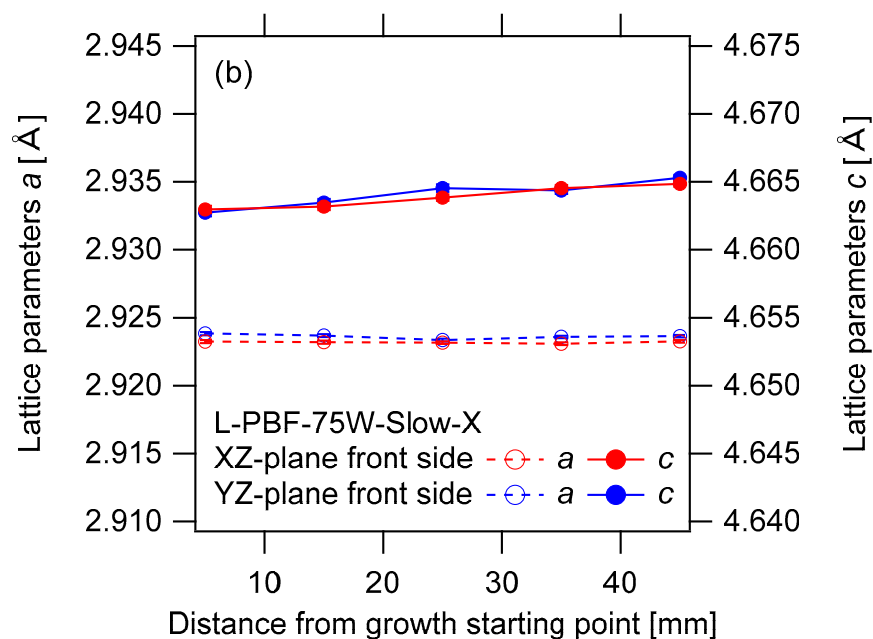 (b)
Lattice parameters a [Å]
2.945
2.940
2.935
2.930
2.925
2.920
2.915
2.910
4.675
4.670
4.665
4.660
4.655
4.650
4.645
4.640
Lattice parameters c [Å]
L-PBF-75W-Slow-X
XZ-plane front side a c
YZ-plane front side a c
10 20 30 40
Distance from growth starting point [mm]